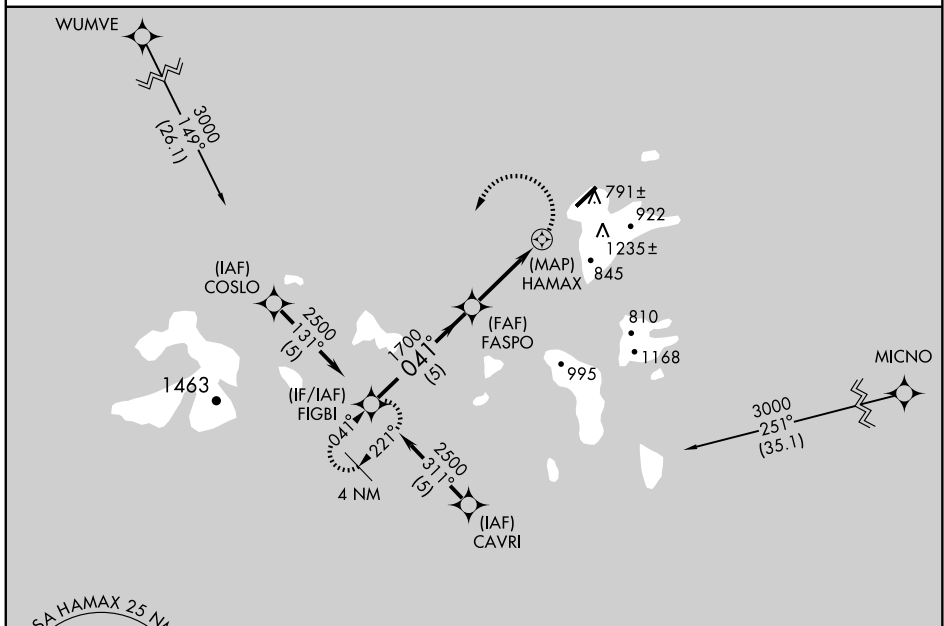 WUMVE
3000
149°
(26.1)
791±
922
1235±
845
(MAP)
HAMAX
(IAF)
COSLO
2500
131°
(5)
(FAF)
FASPO
1700
041°
(5)
810
1168
995
MICNO
3000
251°
(35.1)
1463
(IF/IAF)
FIGBI
041°
221°
4 NM
2500
311°
(5)
(IAF)
CAVRI
HAMAX 25